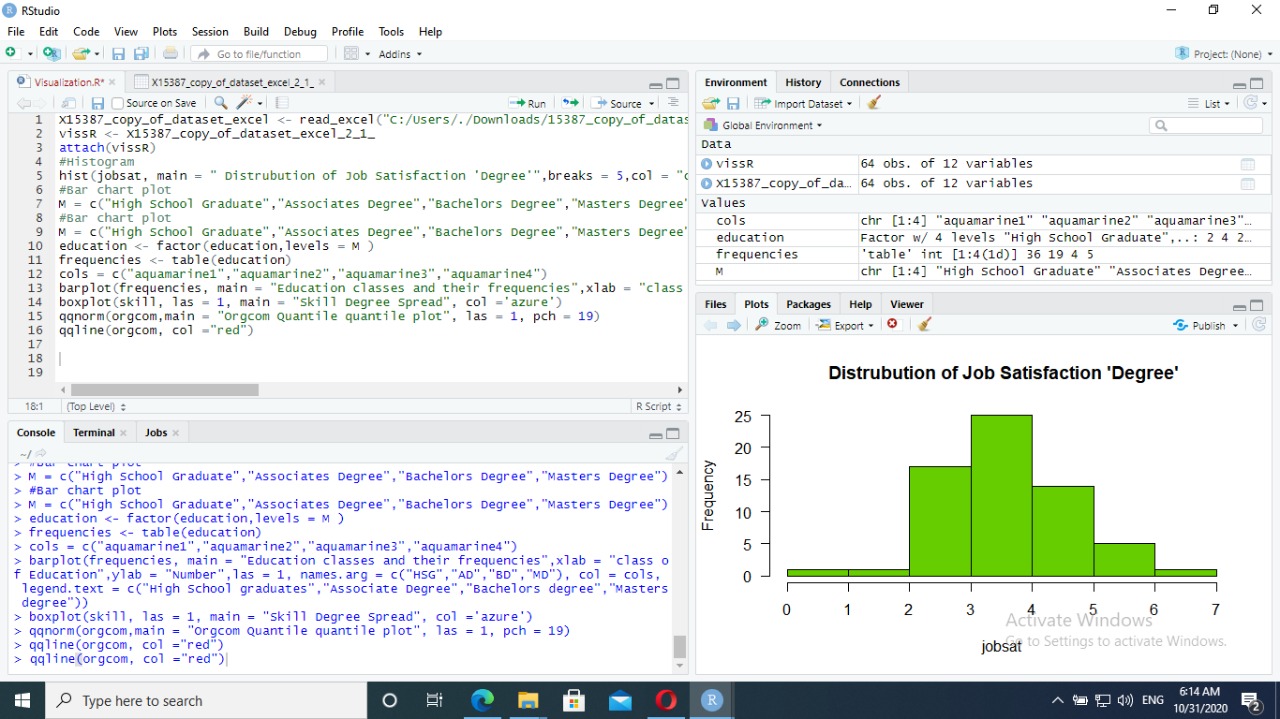 RStudio
File Edit Code View Plots Session Build Debug Profile Tools Help
Go to file/function Addins Project: (None)
Visualization.R* X15387_copy_of_dataset_excel_2_1_
Source on Save Run Source
1 X15387_copy_of_dataset_excel <- read_excel("C:/Users/./Downloads/15387_copy_of_datas
2 vissR <- X15387_copy_of_dataset_excel_2_1_
3 attach(vissR)
4 #Histogram
5 hist(jobsat, main = " Distrubution of Job Satisfaction 'Degree'",breaks = 5,col = "c
6 #Bar chart plot
7 M = c("High School Graduate","Associates Degree","Bachelors Degree","Masters Degree"
8 #Bar chart plot
9 M = c("High School Graduate","Associates Degree","Bachelors Degree","Masters Degree"
10 education <- factor(education,levels = M )
11 frequencies <- table(education)
12 cols = c("aquamarine1","aquamarine2","aquamarine3","aquamarine4")
13 barplot(frequencies, main = "Education classes and their frequencies",xlab = "class
14 boxplot(skill, las = 1, main = "Skill Degree Spread", col ='azure')
15 qqnorm(orgcom,main = "Orgcom Quantile quantile plot", las = 1, pch = 19)
16 qqline(orgcom, col ="red")
17
18
19
18:1 (Top Level) R Script
Console Terminal Jobs
~/
> #Bar chart plot
> M = c("High School Graduate","Associates Degree","Bachelors Degree","Masters Degree")
> #Bar chart plot
> M = c("High School Graduate","Associates Degree","Bachelors Degree","Masters Degree")
> education <- factor(education,levels = M )
> frequencies <- table(education)
> cols = c("aquamarine1","aquamarine2","aquamarine3","aquamarine4")
> barplot(frequencies, main = "Education classes and their frequencies",xlab = "class o
f Education",ylab = "Number",las = 1, names.arg = c("HSG","AD","BD","MD"), col = cols,
legend.text = c("High School graduates","Associate Degree","Bachelors degree","Masters
degree"))
> boxplot(skill, las = 1, main = "Skill Degree Spread", col ='azure')
> qqnorm(orgcom,main = "Orgcom Quantile quantile plot", las = 1, pch = 19)
> qqline(orgcom, col ="red")
> qqline(orgcom, col ="red")
Environment History Connections
Import Dataset List
Global Environment
Data
vissR 64 obs. of 12 variables
X15387_copy_of_da… 64 obs. of 12 variables
Values
cols chr [1:4] "aquamarine1" "aquamarine2" "aquamarine3"…
education Factor w/ 4 levels "High School Graduate",..: 2 4 2…
frequencies 'table' int [1:4(1d)] 36 19 4 5
M chr [1:4] "High School Graduate" "Associates Degree…
Files Plots Packages Help Viewer
Zoom Export Publish
Distrubution of Job Satisfaction 'Degree'
Frequency
25
20
15
10
5
0
0 1 2 3 4 5 6 7
jobsat
Activate Windows
Go to Settings to activate Windows.
Type here to search
R
ENG
6:14 AM
10/31/2020
2